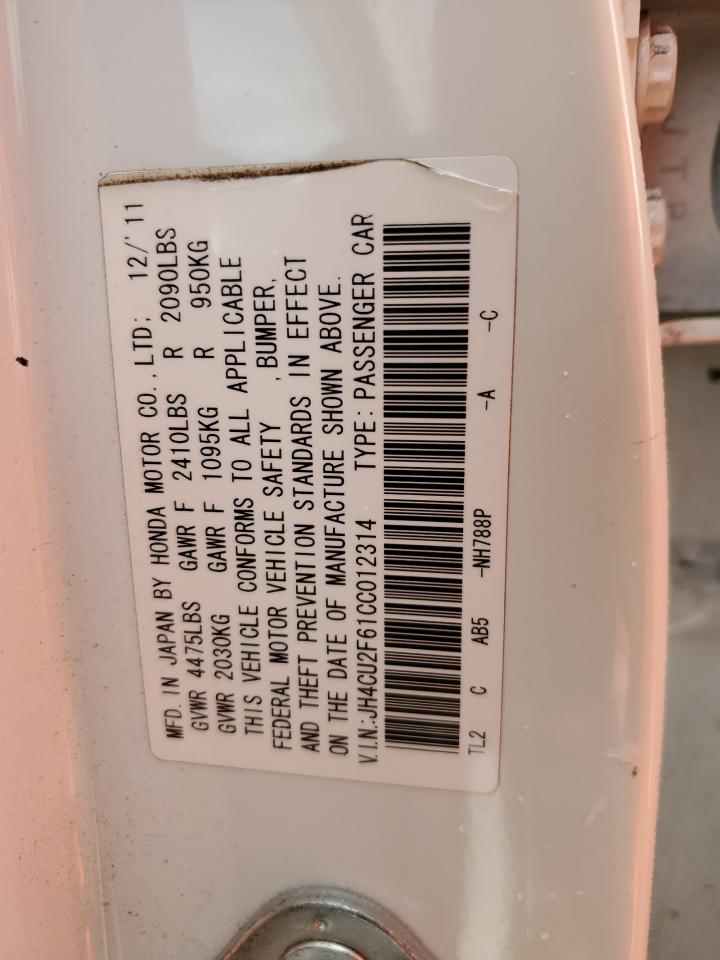 MFD. IN JAPAN BY HONDA MOTOR CO., LTD; 12/'11
GVWR 4475LBS GAWR F 2410LBS R 2090LBS
GVWR 2030KG GAWR F 1095KG R 950KG
THIS VEHICLE CONFORMS TO ALL APPLICABLE
FEDERAL MOTOR VEHICLE SAFETY , BUMPER,
AND THEFT PREVENTION STANDARDS IN EFFECT
ON THE DATE OF MANUFACTURE SHOWN ABOVE.
V.I.N.:JH4CU2F61CC012314 TYPE: PASSENGER CAR
TL2 C AB5 -NH788P -A -C